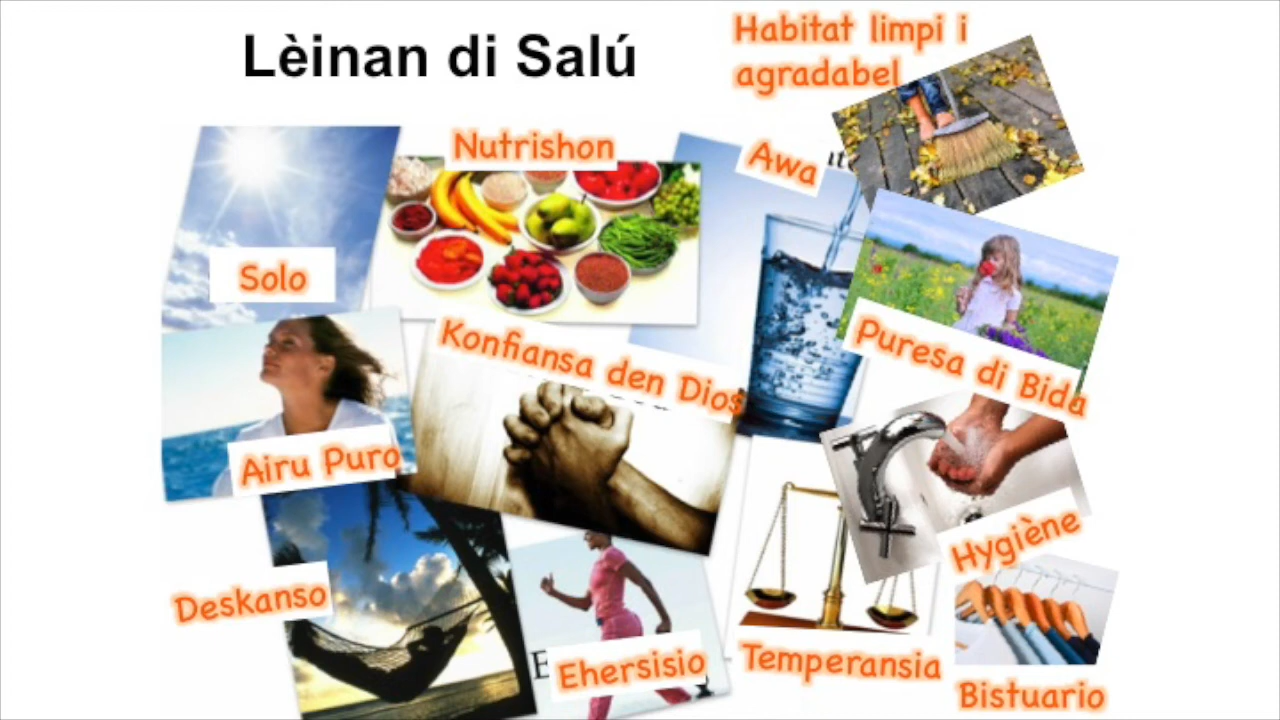 Lèinan di Salú
Habitat limpi i
agradabel
Nutrishon
Awa
Solo
Konfiansa den Dios
Puresa di Bida
Airu Puro
Hygiène
Deskanso
Ehersisio
Temperansia
Bistuario